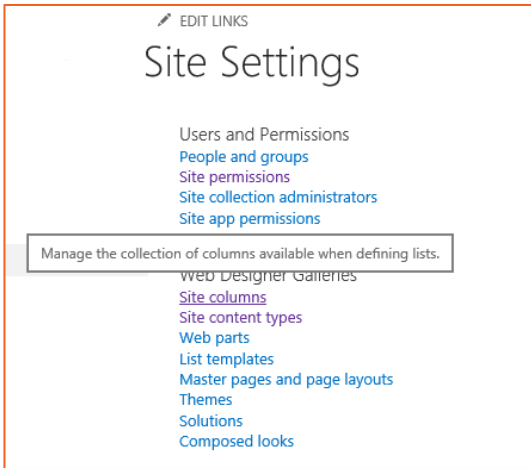 EDIT LINKS
Site Settings
Users and Permissions
People and groups
Site permissions
Site collection administrators
Site app permissions
Manage the collection of columns available when defining lists.
Web Designer Galleries
Site columns
Site content types
Web parts
List templates
Master pages and page layouts
Themes
Solutions
Composed looks